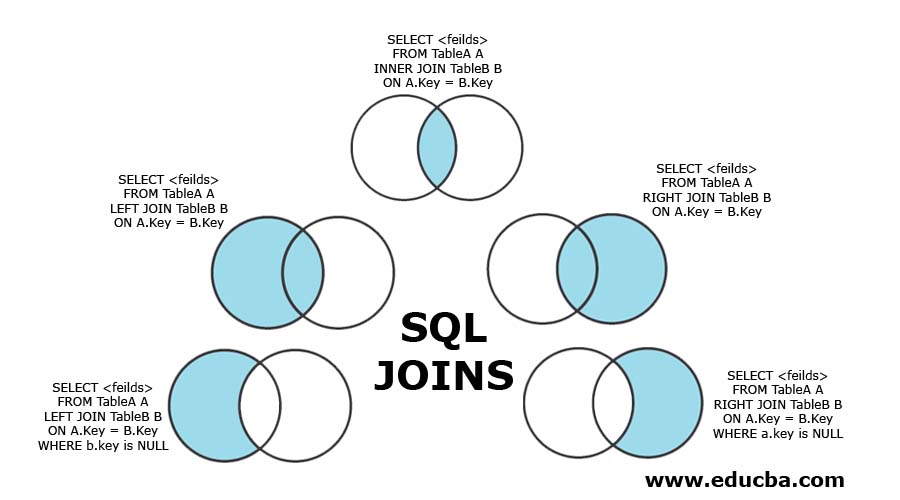 SELECT <feilds>
FROM TableA A
INNER JOIN TableB B
ON A.Key = B.Key
SELECT <feilds>
FROM TableA A
LEFT JOIN TableB B
ON A.Key = B.Key
SELECT <feilds>
FROM TableA A
RIGHT JOIN TableB B
ON A.Key = B.Key
SQL
JOINS
SELECT <feilds>
FROM TableA A
LEFT JOIN TableB B
ON A.Key = B.Key
WHERE b.key is NULL
SELECT <feilds>
FROM TableA A
RIGHT JOIN TableB B
ON A.Key = B.Key
WHERE a.key is NULL
www.educba.com